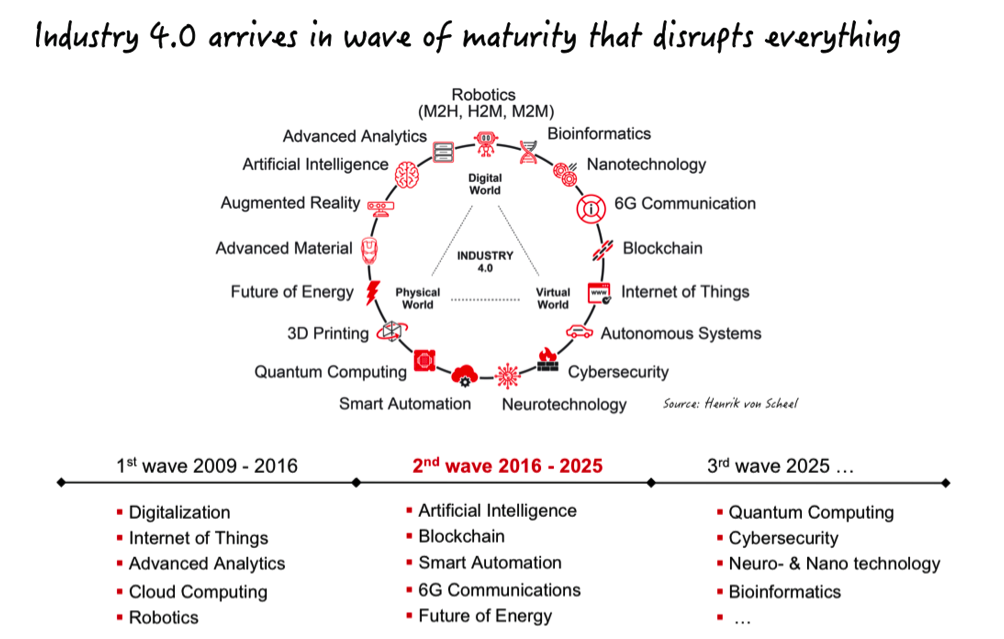 Industry 4.0 arrives in wave of maturity that disrupts everything
Robotics
(M2H, H2M, M2M)
Advanced Analytics
Bioinformatics
Artificial Intelligence
Nanotechnology
Digital
World
Augmented Reality
6G Communication
Advanced Material
INDUSTRY
4.0
Blockchain
Future of Energy
Physical
World
Virtual
World
www
Internet of Things
3D Printing
Autonomous Systems
Quantum Computing
Cybersecurity
Smart Automation
Neurotechnology
Source: Henrik von Scheel
1st wave 2009 - 2016
2nd wave 2016 - 2025
3rd wave 2025 ...
▪ Digitalization
▪ Internet of Things
▪ Advanced Analytics
▪ Cloud Computing
▪ Robotics
▪ Artificial Intelligence
▪ Blockchain
▪ Smart Automation
▪ 6G Communications
▪ Future of Energy
▪ Quantum Computing
▪ Cybersecurity
▪ Neuro- & Nano technology
▪ Bioinformatics
▪ ...